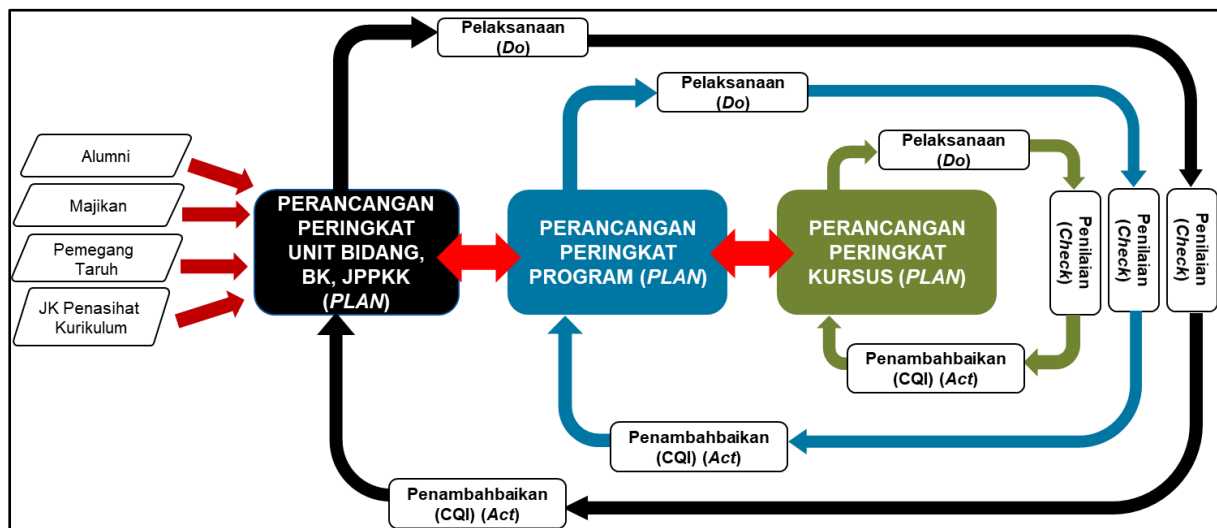 Pelaksanaan
(Do)
Pelaksanaan
(Do)
Pelaksanaan
(Do)
Alumni
Majikan
Pemegang
Taruh
JK Penasihat
Kurikulum
PERANCANGAN
PERINGKAT
UNIT BIDANG,
BK, JPPKK
(PLAN)
PERANCANGAN
PERINGKAT
PROGRAM (PLAN)
PERANCANGAN
PERINGKAT
KURSUS (PLAN)
Penilaian
(Check)
Penilaian
(Check)
Penilaian
(Check)
Penambahbaikan
(CQI) (Act)
Penambahbaikan
(CQI) (Act)
Penambahbaikan
(CQI) (Act)